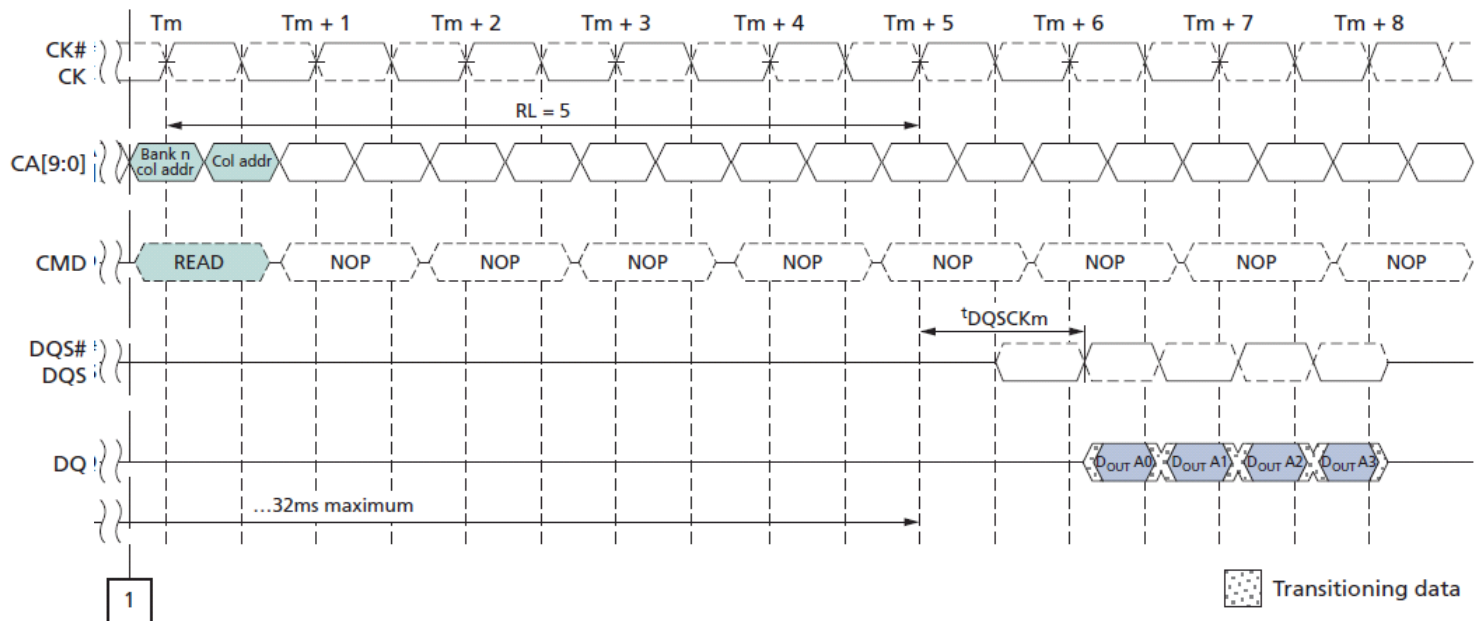 Tm Tm + 1 Tm + 2 Tm + 3 Tm + 4 Tm + 5 Tm + 6 Tm + 7 Tm + 8
CK#
CK
RL = 5
CA[9:0] Bank n col addr Col addr
CMD READ NOP NOP NOP NOP NOP NOP NOP NOP
tDQSCKm
DQS#
DQS
DQ DOUT A0 DOUT A1 DOUT A2 DOUT A3
...32ms maximum
1
Transitioning data